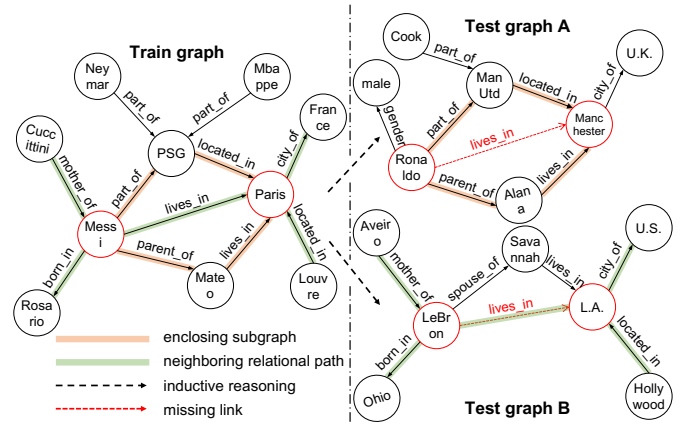 Train graph
Ney
mar
Mba
ppe
part_of
part_of
Cucc
ittini
PSG
Fran
ce
mother_of
part_of
located_in
city_of
lives_in
Mess
i
Paris
born_in
parent_of
lives_in
located_in
Rosa
rio
Mate
o
Louv
re
enclosing subgraph
neighboring relational path
inductive reasoning
missing link
Test graph A
Cook
part_of
U.K.
male
Man
Utd
located_in
city_of
gender
part_of
lives_in
Manc
hester
Rona
ldo
parent_of
lives_in
Alan
a
Aveir
o
Sava
nnah
U.S.
mother_of
spouse_of
lives_in
city_of
LeBr
on
lives_in
L.A.
born_in
located_in
Ohio
Holly
wood
Test graph B